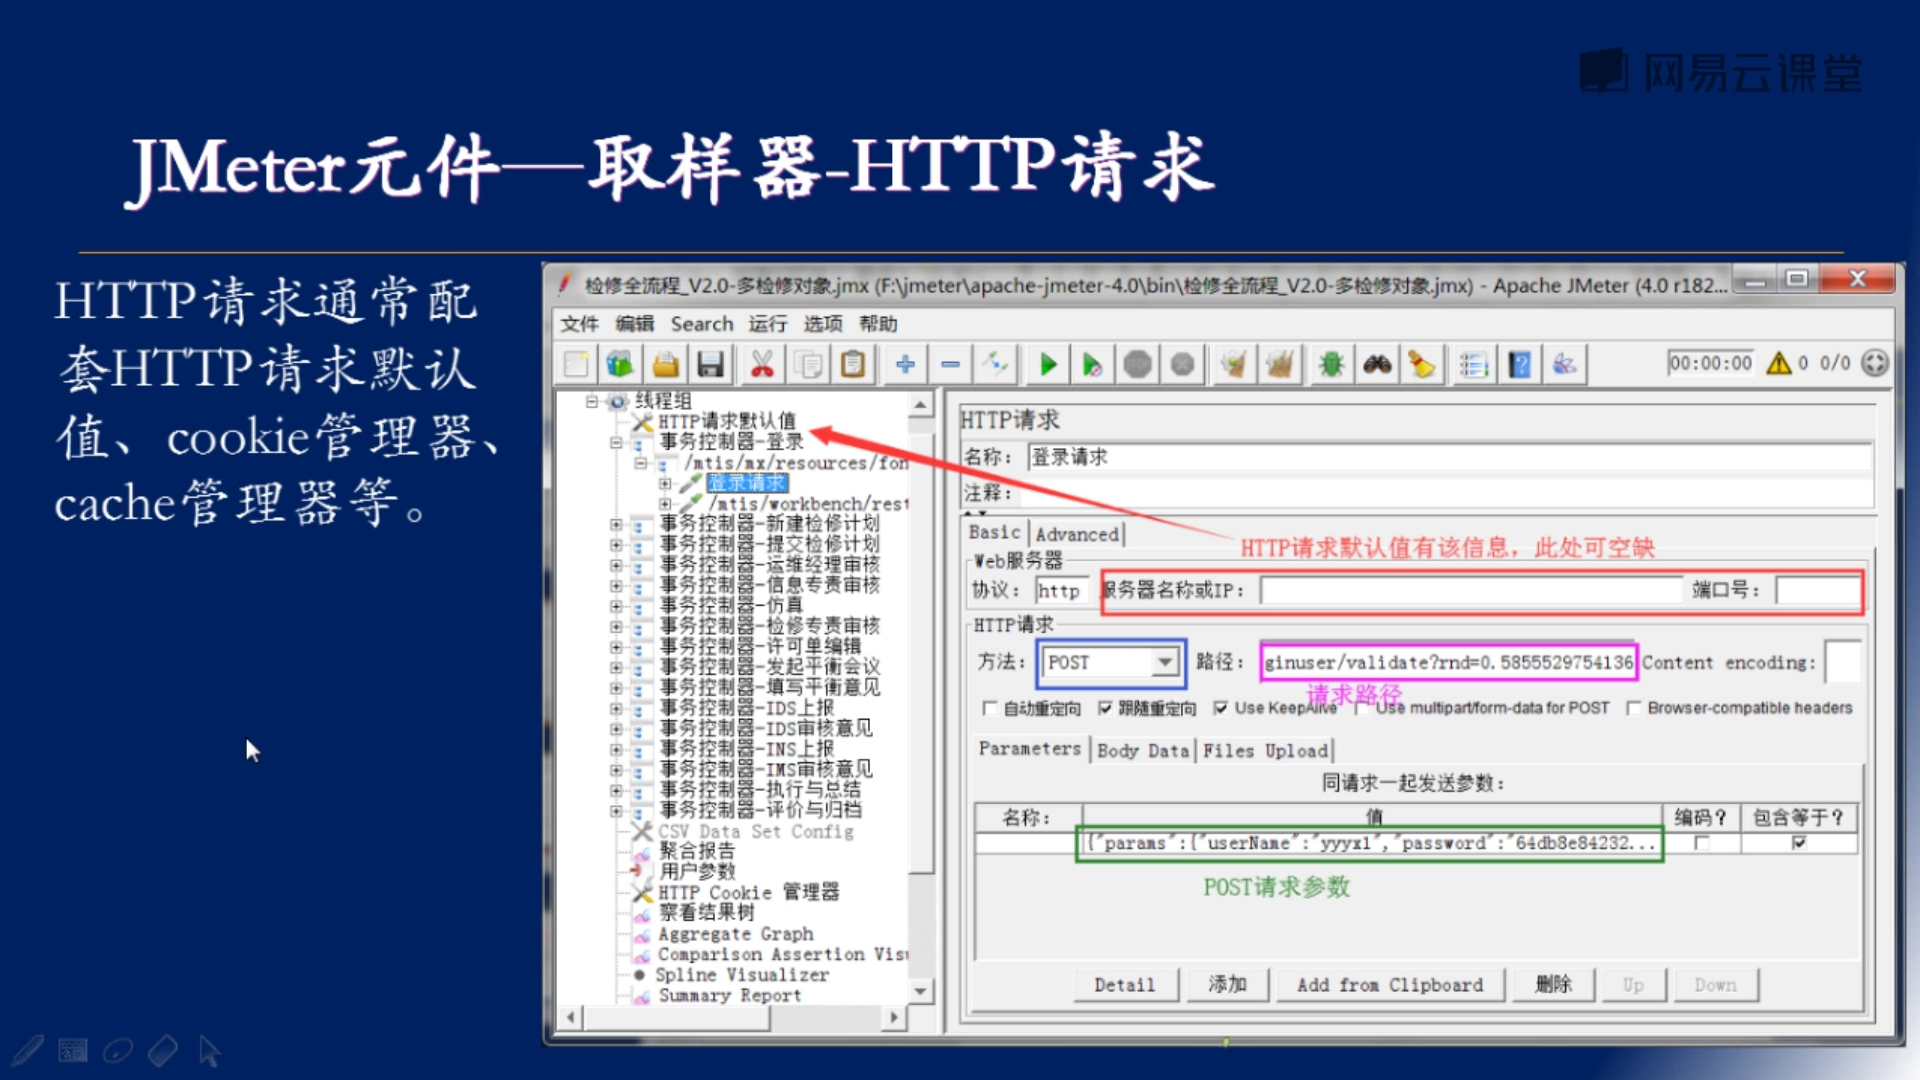 网易云课堂
JMeter元件—取样器-HTTP请求
HTTP请求通常配
套HTTP请求默认
值、cookie管理器、
cache管理器等。
检修全流程_V2.0-多检修对象.jmx (F:\jmeter\apache-jmeter-4.0\bin\检修全流程_V2.0-多检修对象.jmx) - Apache JMeter (4.0 r182...
文件 编辑 Search 运行 选项 帮助
00:00:00 0 0/0
线程组
HTTP请求默认值
事务控制器-登录
/mtis/mx/resources/fon
登录请求
/mtis/workbench/rest
事务控制器-新建检修计划
事务控制器-提交检修计划
事务控制器-运维经理审核
事务控制器-信息专责审核
事务控制器-仿真
事务控制器-检修专责审核
事务控制器-许可单编辑
事务控制器-发起平衡会议
事务控制器-填写平衡意见
事务控制器-IDS上报
事务控制器-IDS审核意见
事务控制器-INS上报
事务控制器-IMS审核意见
事务控制器-执行与总结
事务控制器-评价与归档
CSV Data Set Config
聚合报告
用户参数
HTTP Cookie 管理器
察看结果树
Aggregate Graph
Comparison Assertion Visu
Spline Visualizer
Summary Report
HTTP请求
名称： 登录请求
注释：
Basic Advanced
HTTP请求默认值有该信息，此处可空缺
Web服务器
协议： http 服务器名称或IP： 端口号：
HTTP请求
方法： POST 路径： ginuser/validate?rnd=0.5855529754136 Content encoding:
请求路径
自动重定向 跟随重定向 Use KeepAlive Use multipart/form-data for POST Browser-compatible headers
Parameters Body Data Files Upload
同请求一起发送参数：
名称： 值 编码？ 包含等于？
{"params":{"userName":"yyyx1","password":"64db8e84232...
POST请求参数
Detail 添加 Add from Clipboard 删除 Up Down